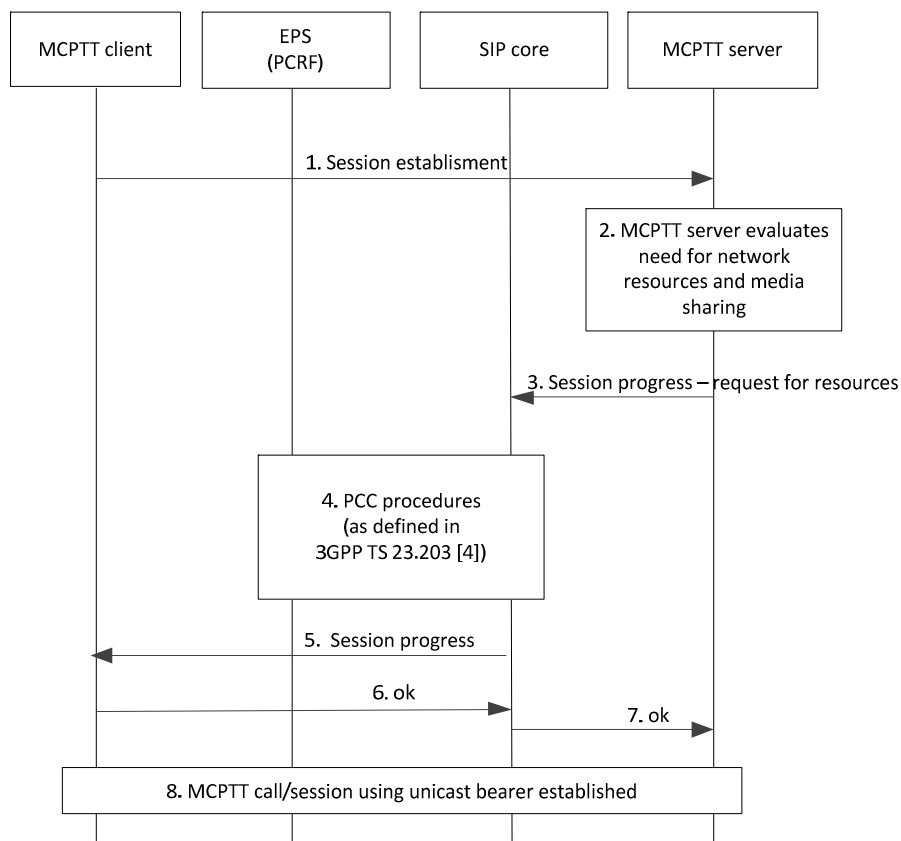 MCPTT client
EPS
(PCRF)
SIP core
MCPTT server
1. Session establisment
2. MCPTT server evaluates
need for network
resources and media
sharing
3. Session progress – request for resources
4. PCC procedures
(as defined in
3GPP TS 23.203 [4])
5. Session progress
6. ok
7. ok
8. MCPTT call/session using unicast bearer established